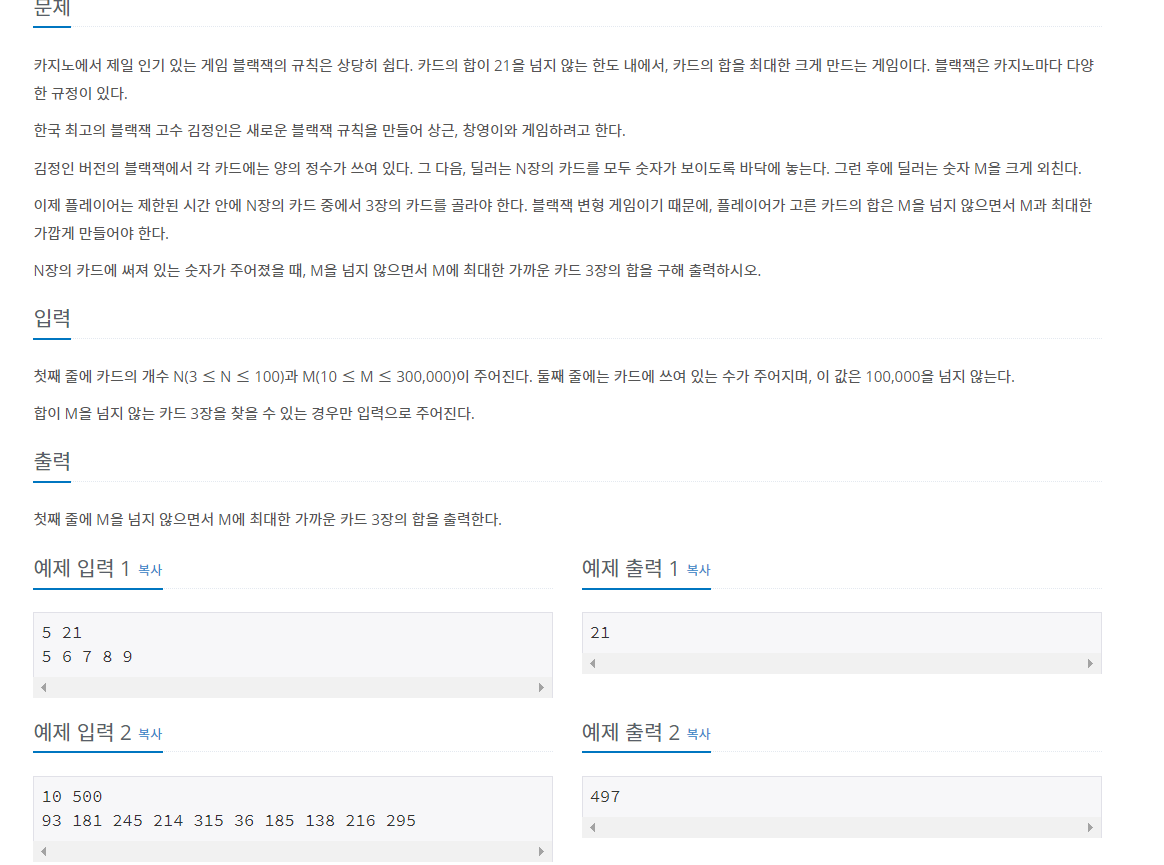 문제
카지노에서 제일 인기 있는 게임 블랙잭의 규칙은 상당히 쉽다. 카드의 합이 21을 넘지 않는 한도 내에서, 카드의 합을 최대한 크게 만드는 게임이다. 블랙잭은 카지노마다 다양
한 규정이 있다.
한국 최고의 블랙잭 고수 김정인은 새로운 블랙잭 규칙을 만들어 상근, 창영이와 게임하려고 한다.
김정인 버전의 블랙잭에서 각 카드에는 양의 정수가 쓰여 있다. 그 다음, 딜러는 N장의 카드를 모두 숫자가 보이도록 바닥에 놓는다. 그런 후에 딜러는 숫자 M을 크게 외친다.
이제 플레이어는 제한된 시간 안에 N장의 카드 중에서 3장의 카드를 골라야 한다. 블랙잭 변형 게임이기 때문에, 플레이어가 고른 카드의 합은 M을 넘지 않으면서 M과 최대한
가깝게 만들어야 한다.
N장의 카드에 써져 있는 숫자가 주어졌을 때, M을 넘지 않으면서 M에 최대한 가까운 카드 3장의 합을 구해 출력하시오.
입력
첫째 줄에 카드의 개수 N(3 ≤ N ≤ 100)과 M(10 ≤ M ≤ 300,000)이 주어진다. 둘째 줄에는 카드에 쓰여 있는 수가 주어지며, 이 값은 100,000을 넘지 않는다.
합이 M을 넘지 않는 카드 3장을 찾을 수 있는 경우만 입력으로 주어진다.
출력
첫째 줄에 M을 넘지 않으면서 M에 최대한 가까운 카드 3장의 합을 출력한다.
예제 입력 1 복사
5 21
5 6 7 8 9
예제 출력 1 복사
21
예제 입력 2 복사
10 500
93 181 245 214 315 36 185 138 216 295
예제 출력 2 복사
497